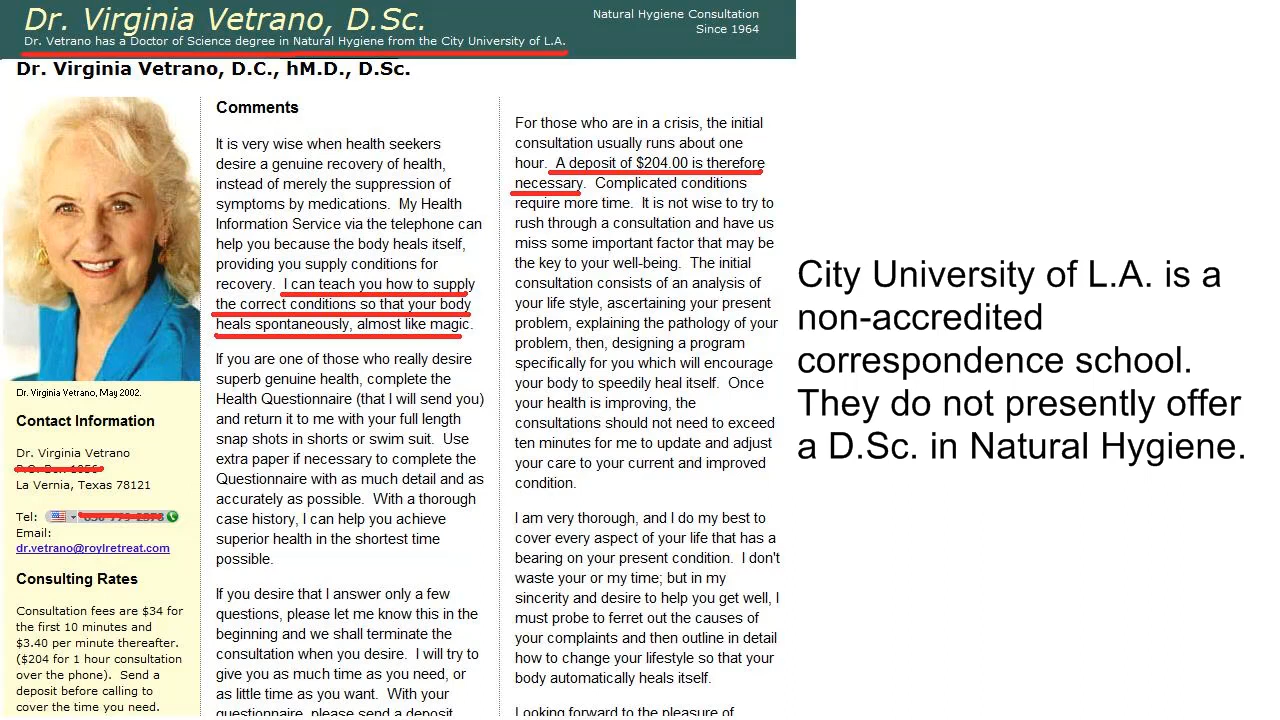 Dr. Virginia Vetrano, D.Sc.
Dr. Vetrano has a Doctor of Science degree in Natural Hygiene from the City University of L.A.
Natural Hygiene Consultation
Since 1964
Dr. Virginia Vetrano, D.C., hM.D., D.Sc.
Dr. Virginia Vetrano, May 2002.
Contact Information
Dr. Virginia Vetrano
La Vernia, Texas 78121
Tel:
Email:
dr.vetrano@roylretreat.com
Consulting Rates
Consultation fees are $34 for
the first 10 minutes and
$3.40 per minute thereafter.
($204 for 1 hour consultation
over the phone). Send a
deposit before calling to
cover the time you need.
Comments
It is very wise when health seekers
desire a genuine recovery of health,
instead of merely the suppression of
symptoms by medications. My Health
Information Service via the telephone can
help you because the body heals itself,
providing you supply conditions for
recovery. I can teach you how to supply
the correct conditions so that your body
heals spontaneously, almost like magic.
If you are one of those who really desire
superb genuine health, complete the
Health Questionnaire (that I will send you)
and return it to me with your full length
snap shots in shorts or swim suit. Use
extra paper if necessary to complete the
Questionnaire with as much detail and as
accurately as possible. With a thorough
case history, I can help you achieve
superior health in the shortest time
possible.
If you desire that I answer only a few
questions, please let me know this in the
beginning and we shall terminate the
consultation when you desire. I will try to
give you as much time as you need, or
as little time as you want. With your
questionnaire, please send a deposit
For those who are in a crisis, the initial
consultation usually runs about one
hour. A deposit of $204.00 is therefore
necessary. Complicated conditions
require more time. It is not wise to try to
rush through a consultation and have us
miss some important factor that may be
the key to your well-being. The initial
consultation consists of an analysis of
your life style, ascertaining your present
problem, explaining the pathology of your
problem, then, designing a program
specifically for you which will encourage
your body to speedily heal itself. Once
your health is improving, the
consultations should not need to exceed
ten minutes for me to update and adjust
your care to your current and improved
condition.
I am very thorough, and I do my best to
cover every aspect of your life that has a
bearing on your present condition. I don't
waste your or my time; but in my
sincerity and desire to help you get well, I
must probe to ferret out the causes of
your complaints and then outline in detail
how to change your lifestyle so that your
body automatically heals itself.
Looking forward to the pleasure of
City University of L.A. is a
non-accredited
correspondence school.
They do not presently offer
a D.Sc. in Natural Hygiene.